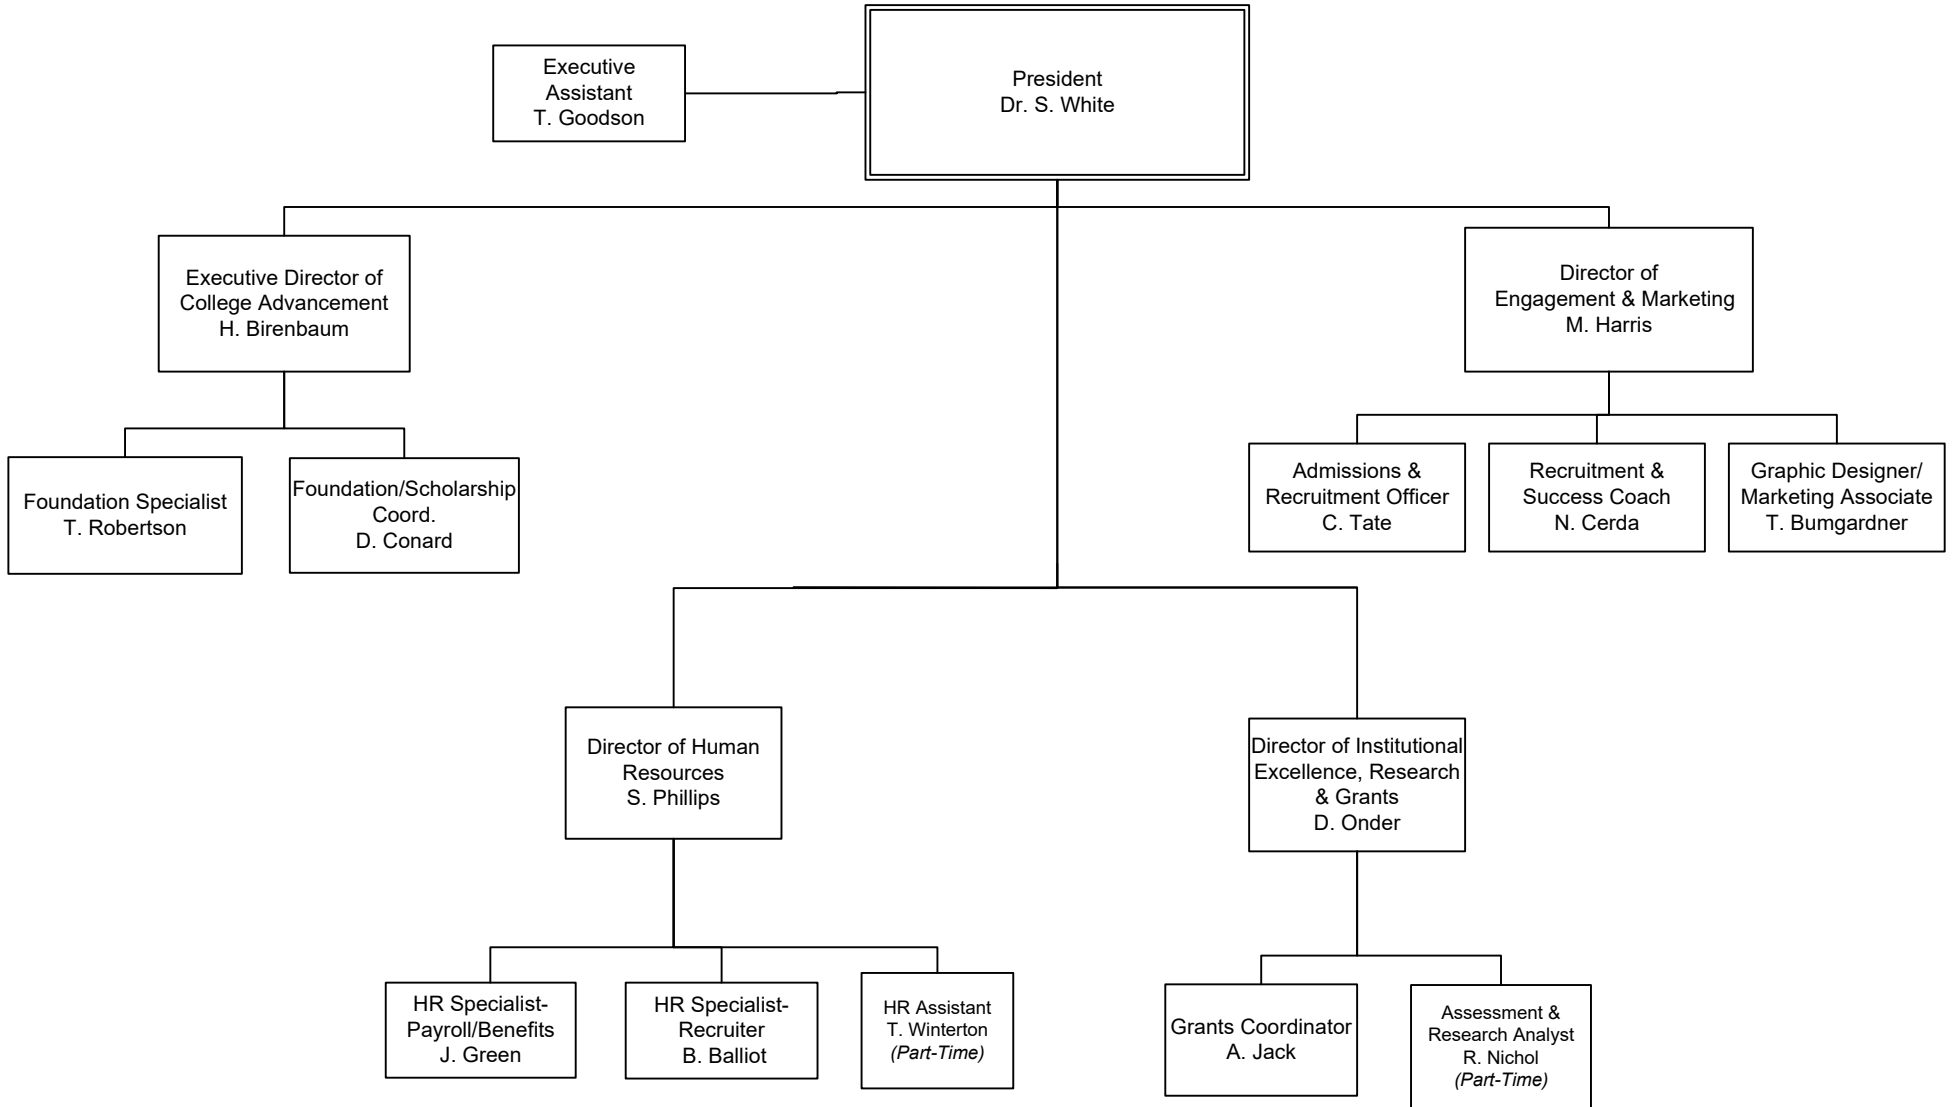 Executive
Assistant
T. Goodson
President
Dr. S. White
Executive Director of
College Advancement
H. Birenbaum
Director of
Engagement & Marketing
M. Harris
Foundation Specialist
T. Robertson
Foundation/Scholarship
Coord.
D. Conard
Admissions &
Recruitment Officer
C. Tate
Recruitment &
Success Coach
N. Cerda
Graphic Designer/
Marketing Associate
T. Bumgardner
Director of Human
Resources
S. Phillips
Director of Institutional
Excellence, Research
& Grants
D. Onder
HR Specialist-
Payroll/Benefits
J. Green
HR Specialist-
Recruiter
B. Balliot
HR Assistant
T. Winterton
(Part-Time)
Grants Coordinator
A. Jack
Assessment &
Research Analyst
R. Nichol
(Part-Time)